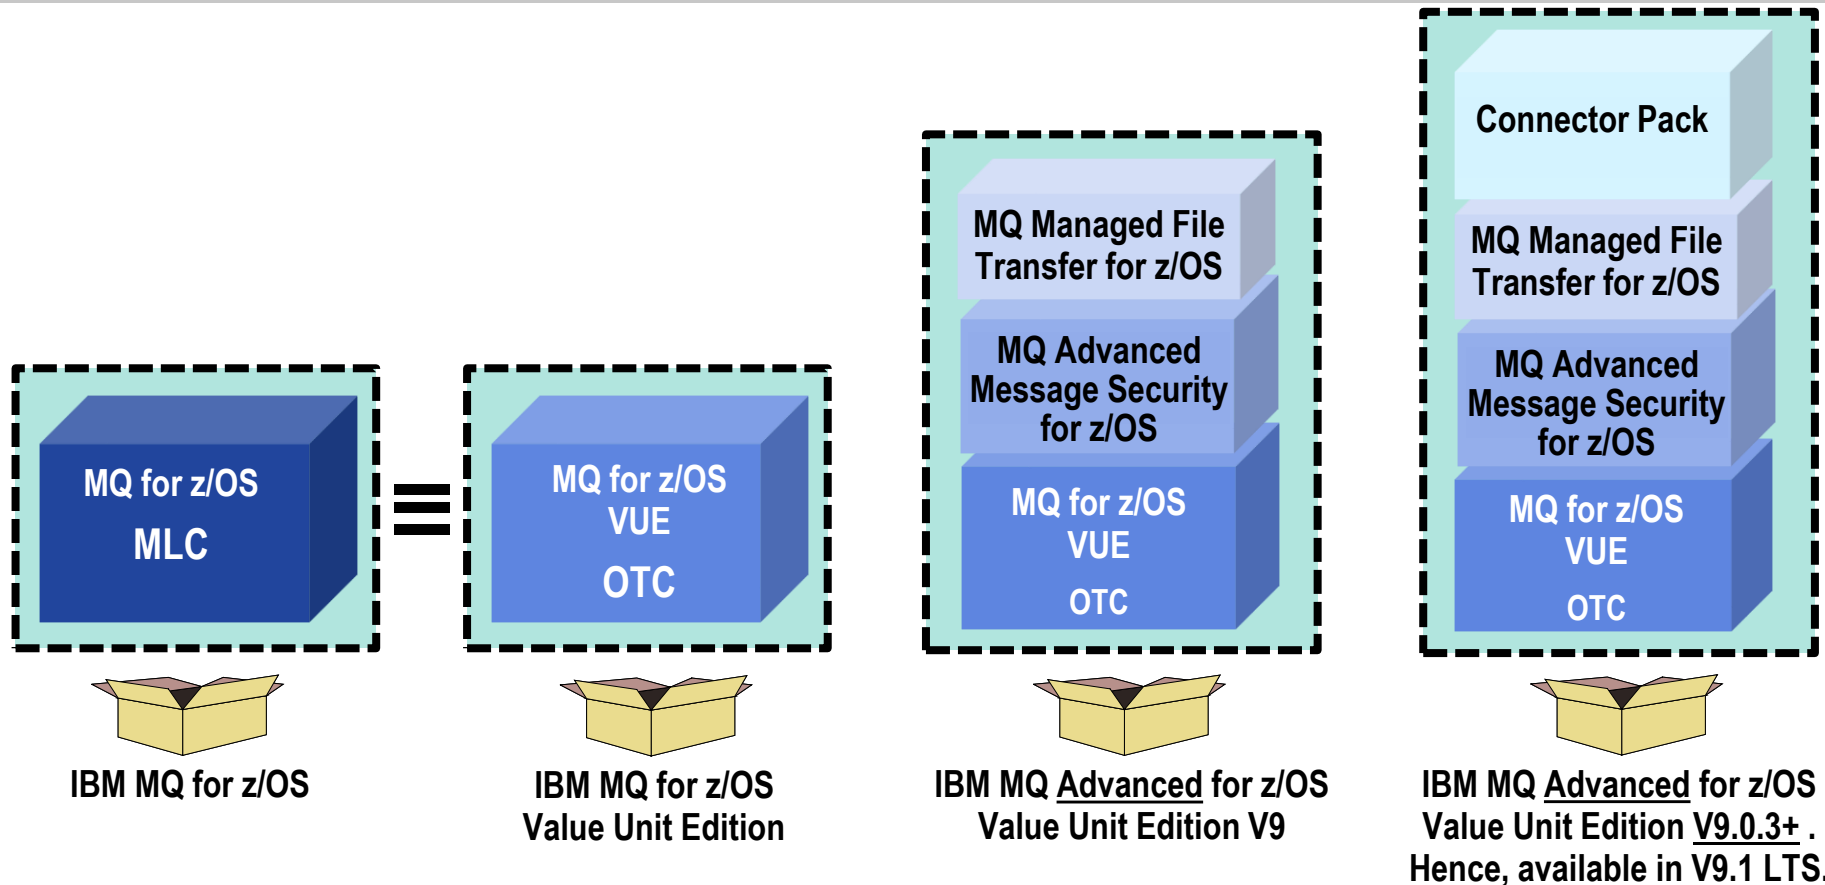 MQ for z/OS
MLC
IBM MQ for z/OS
MQ for z/OS
VUE
OTC
IBM MQ for z/OS
Value Unit Edition
MQ Managed File
Transfer for z/OS
MQ Advanced
Message Security
for z/OS
MQ for z/OS
VUE
OTC
IBM MQ Advanced for z/OS
Value Unit Edition V9
Connector Pack
MQ Managed File
Transfer for z/OS
MQ Advanced
Message Security
for z/OS
MQ for z/OS
VUE
OTC
IBM MQ Advanced for z/OS
Value Unit Edition V9.0.3+ .
Hence, available in V9.1 LTS.